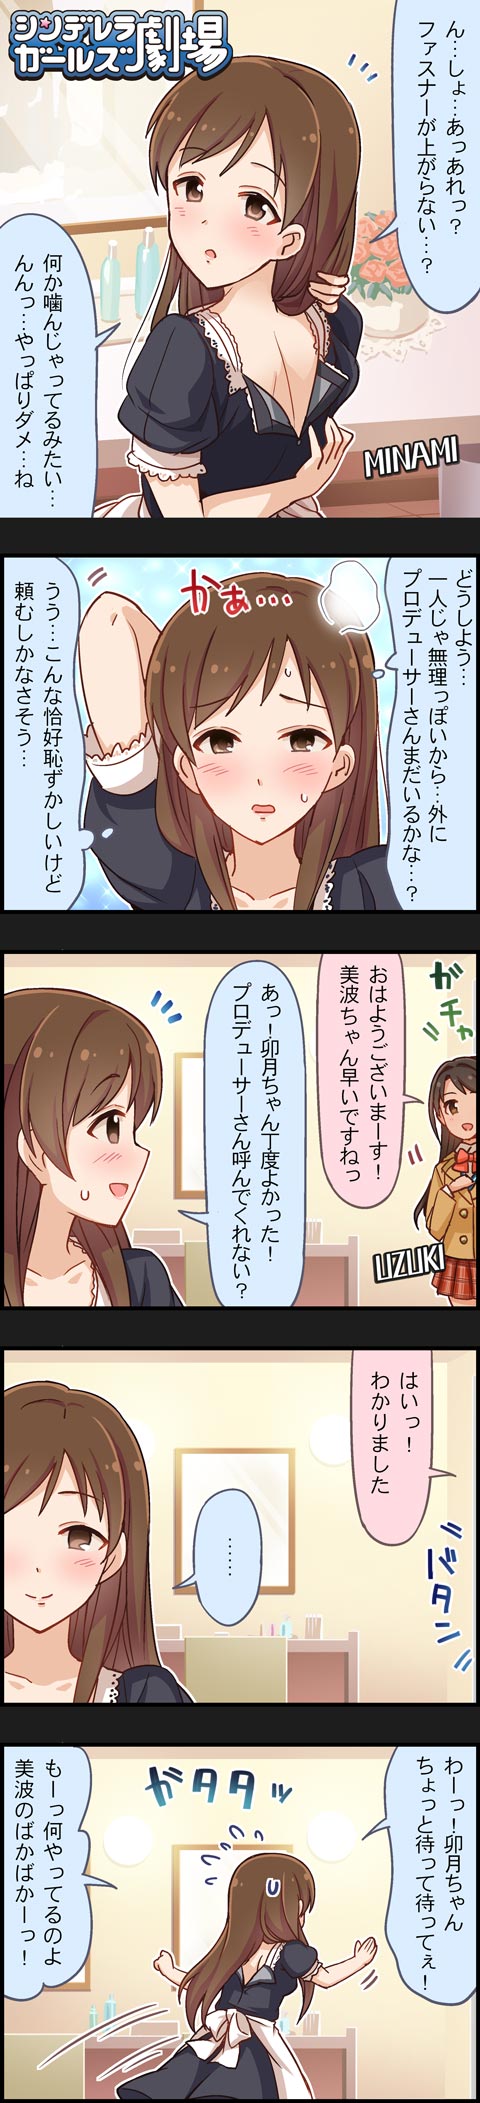 シンデレラ
ガールズ劇場
ん…しょ…あっあれっ?
ファスナーが上がらない…?
何か噛んじゃってるみたい…
んんっ…やっぱりダメ…ね
MINAMI
どうしよう…
一人じゃ無理っぽいから…外に
プロデューサーさんまだいるかな…?
かぁ…
うう…こんな恰好恥ずかしいけど
頼むしかなさそう…
ガチャ
おはようございまーす!
美波ちゃん早いですねっ
あっ!卯月ちゃん丁度よかった!
プロデューサーさん呼んでくれない?
UZUKI
はいっ!
わかりました
バタン
……
ガタタッ
わーっ!卯月ちゃん
ちょっと待って待ってぇ!
もーっ何やってるのよ
美波のばかばかーっ!